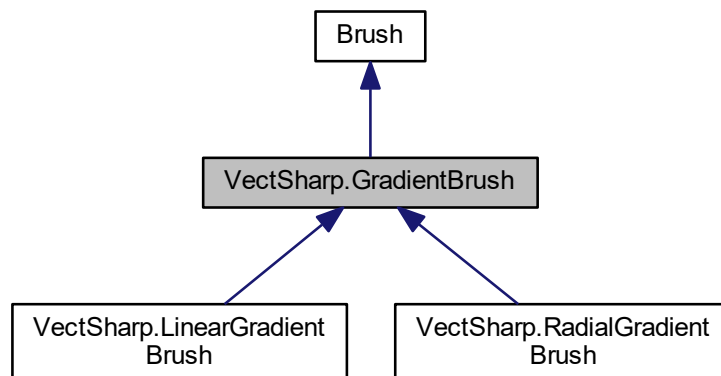 Brush
VectSharp.GradientBrush
VectSharp.LinearGradient
Brush
VectSharp.RadialGradient
Brush